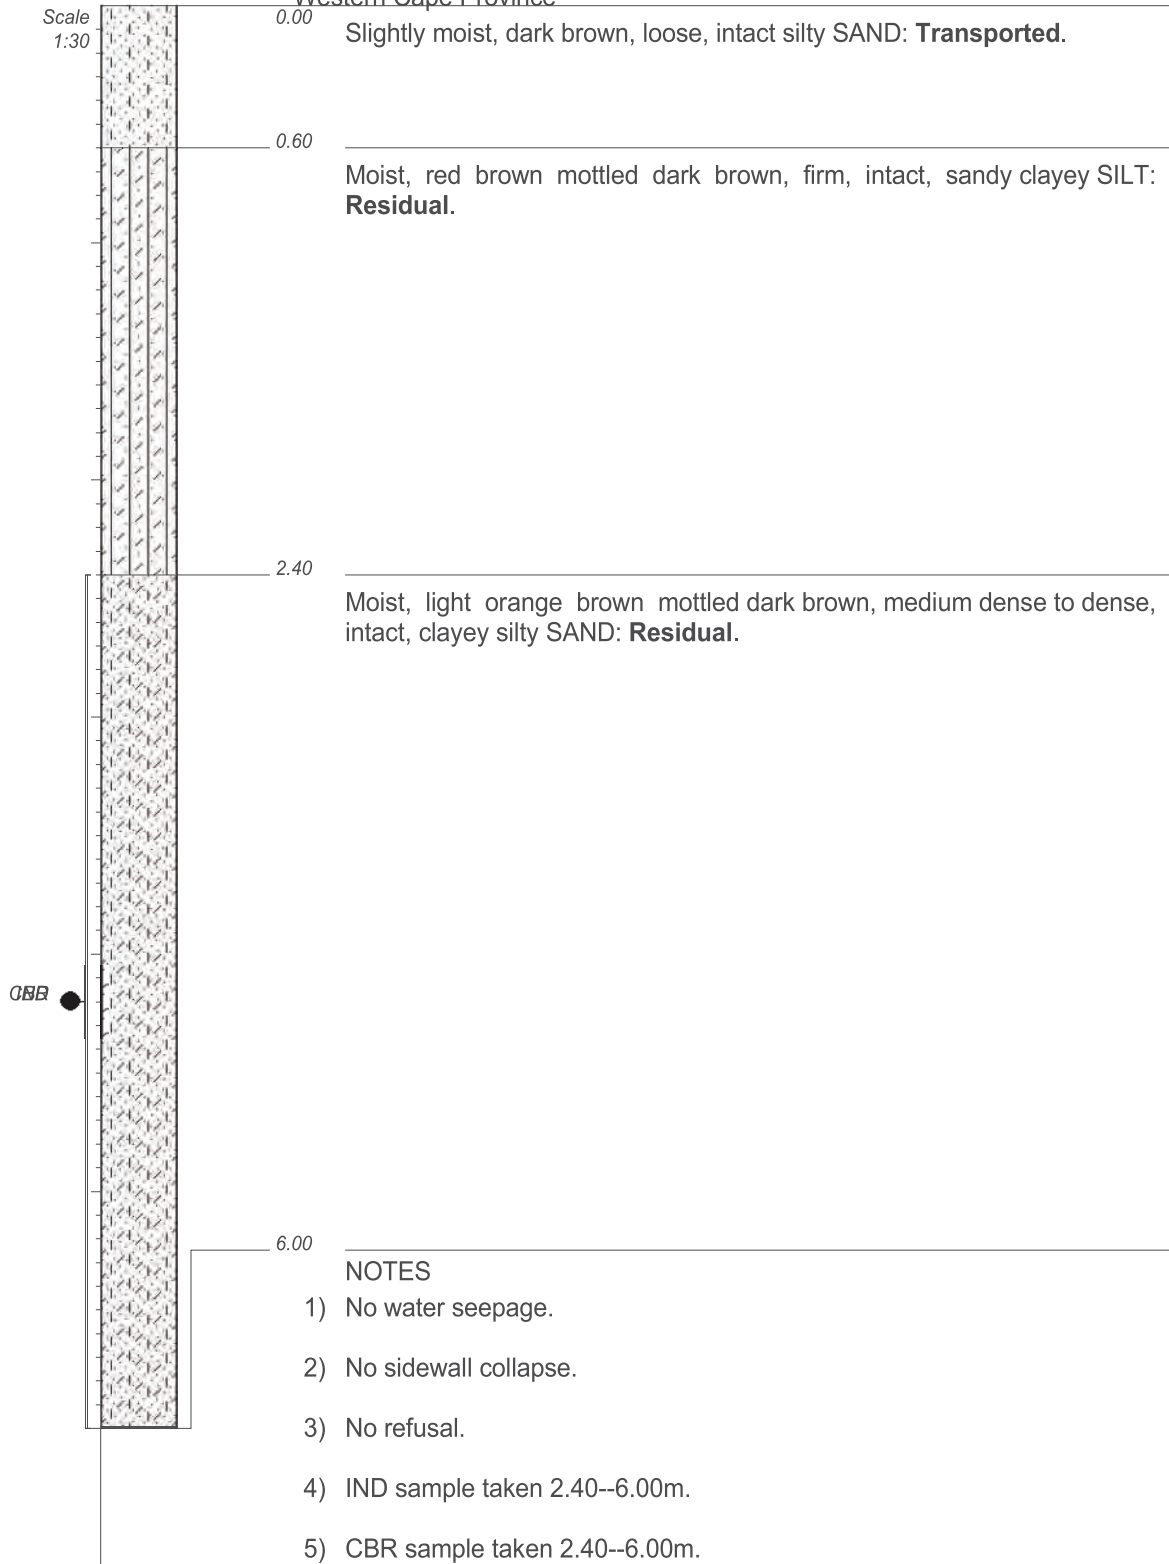 Western Cape Province
Scale
1:30
0.00
Slightly moist, dark brown, loose, intact silty SAND: Transported.
0.60
Moist, red brown mottled dark brown, firm, intact, sandy clayey SILT:
Residual.
2.40
Moist, light orange brown mottled dark brown, medium dense to dense,
intact, clayey silty SAND: Residual.
6.00
NOTES
1) No water seepage.
2) No sidewall collapse.
3) No refusal.
4) IND sample taken 2.40--6.00m.
5) CBR sample taken 2.40--6.00m.